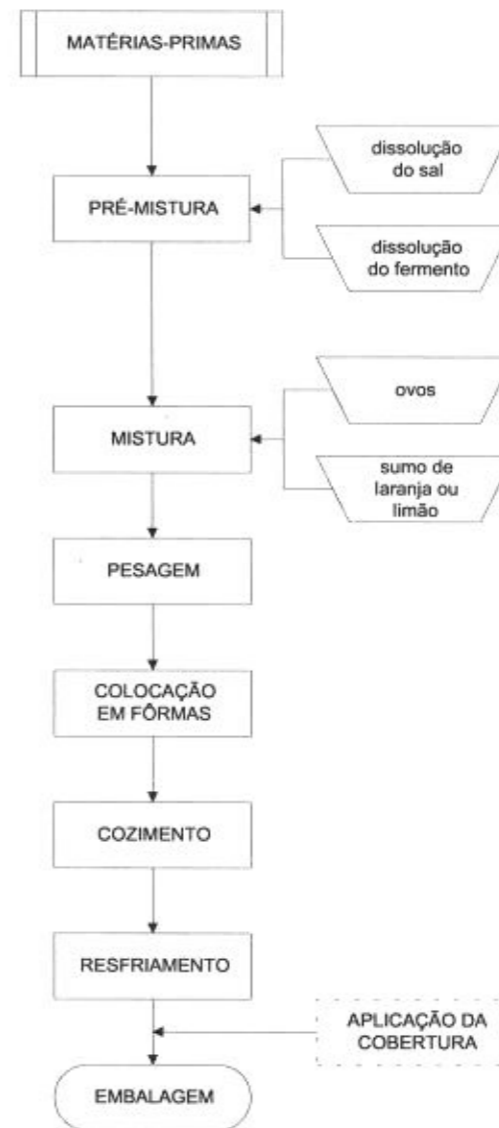 MATÉRIAS-PRIMAS
dissolução
do sal
PRÉ-MISTURA
dissolução
do fermento
ovos
MISTURA
sumo de
laranja ou
limão
PESAGEM
COLOCAÇÃO
EM FÔRMAS
COZIMENTO
RESFRIAMENTO
APLICAÇÃO DA
COBERTURA
EMBALAGEM